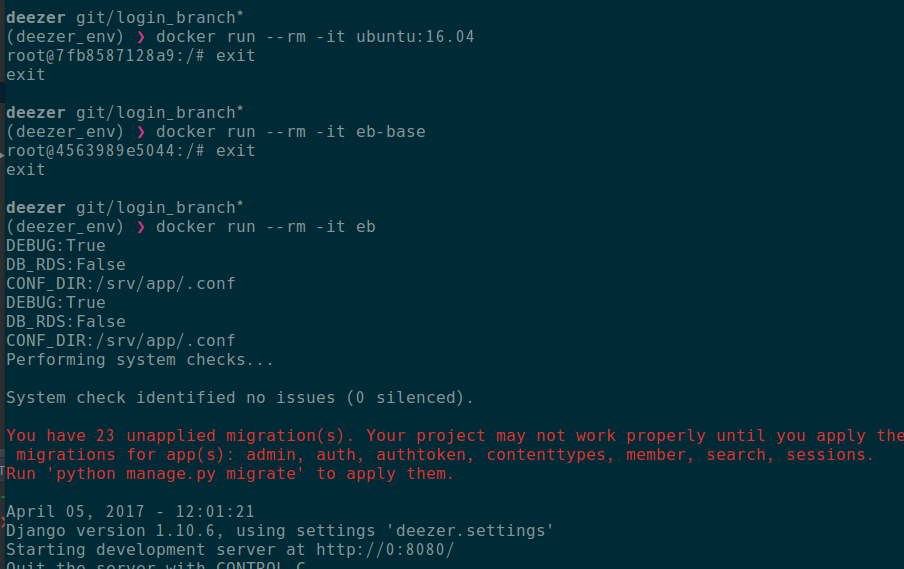 deezer git/login_branch*
(deezer_env) ❯ docker run --rm -it ubuntu:16.04
root@7fb8587128a9:/# exit
exit
deezer git/login_branch*
(deezer_env) ❯ docker run --rm -it eb-base
root@4563989e5044:/# exit
exit
deezer git/login_branch*
(deezer_env) ❯ docker run --rm -it eb
DEBUG:True
DB_RDS:False
CONF_DIR:/srv/app/.conf
DEBUG:True
DB_RDS:False
CONF_DIR:/srv/app/.conf
Performing system checks...
System check identified no issues (0 silenced).
You have 23 unapplied migration(s). Your project may not work properly until you apply the
migrations for app(s): admin, auth, authtoken, contenttypes, member, search, sessions.
Run 'python manage.py migrate' to apply them.
April 05, 2017 - 12:01:21
Django version 1.10.6, using settings 'deezer.settings'
Starting development server at http://0:8080/
Quit the server with CONTROL-C.